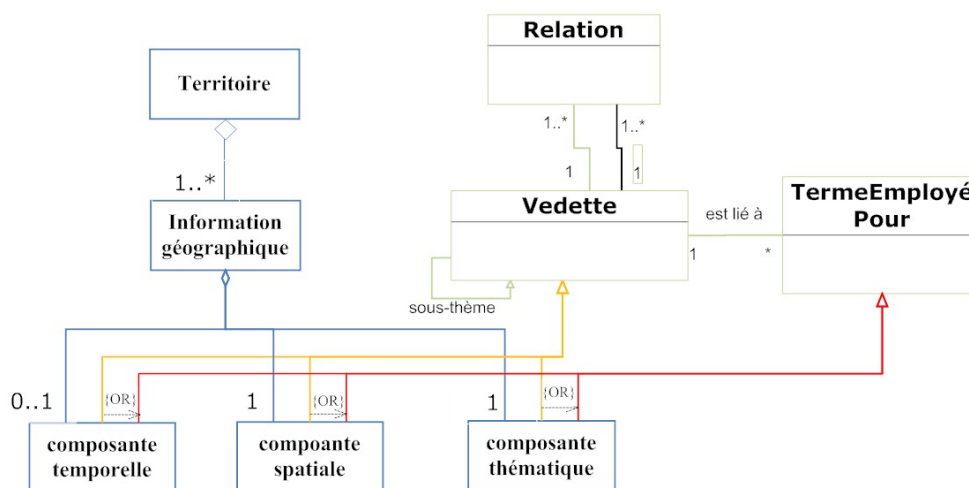 Relation
Territoire
1..*
1..*
1..*
1
1
Information
géographique
Vedette
est lié à
TermeEmployé
Pour
1
*
sous-thème
0..1
{OR}
1
{OR}
1
{OR}
composante
temporelle
compoante
spatiale
composante
thématique